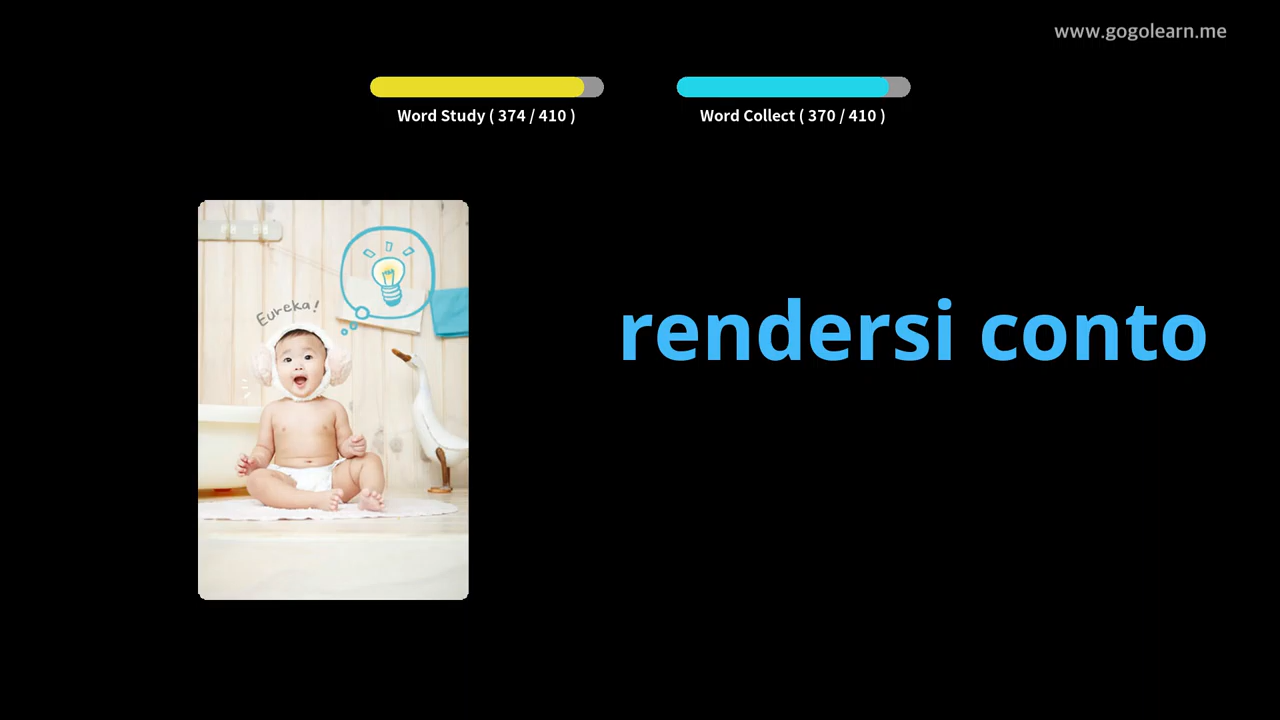 www.gogolearn.me
Word Study ( 374 / 410 )
Word Collect ( 370 / 410 )
Eureka!
rendersi conto